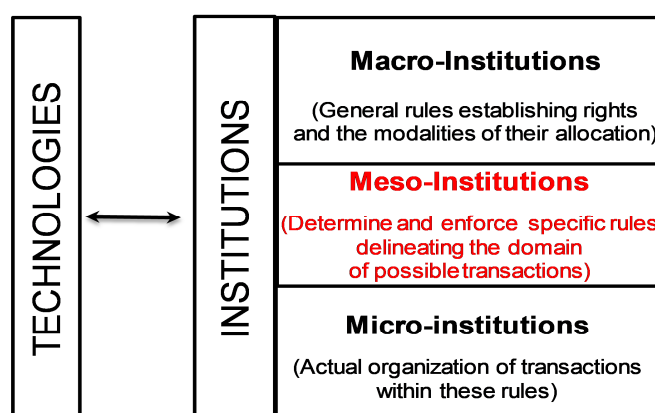 TECHNOLOGIES
INSTITUTIONS
Macro-Institutions
(General rules establishing rights
and the modalities of their allocation)
Meso-Institutions
(Determine and enforce specific rules
delineating the domain
of possible transactions)
Micro-institutions
(Actual organization of transactions
within these rules)